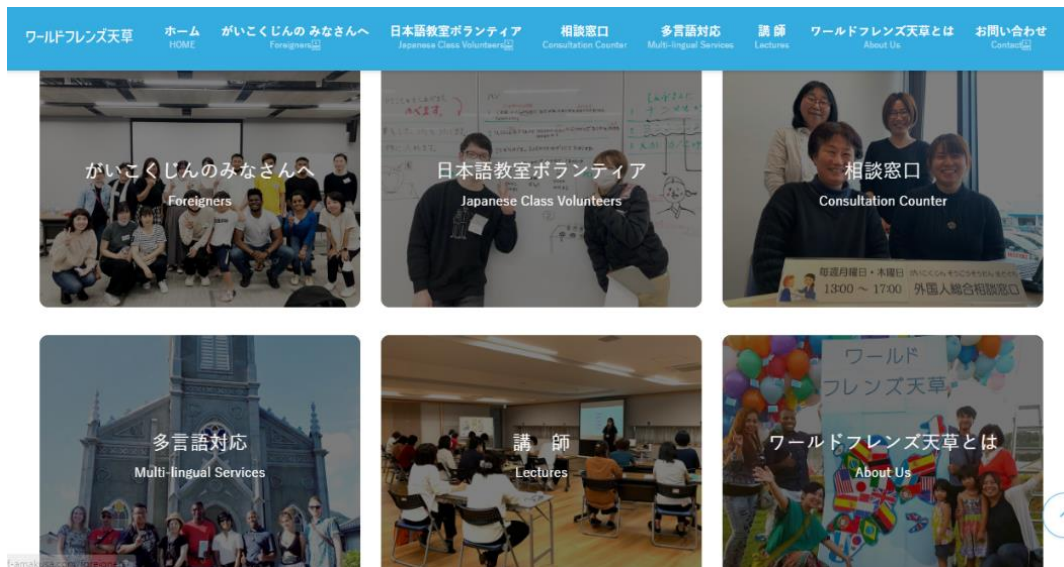 ワールドフレンズ天草
ホーム
HOME
がいこくじんの みなさんへ
Foreigners
日本語教室ボランティア
Japanese Class Volunteers
相談窓口
Consultation Counter
多言語対応
Multi-lingual Services
講 師
Lectures
ワールドフレンズ天草とは
About Us
お問い合わせ
Contact
がいこくじんのみなさんへ
Foreigners
日本語教室ボランティア
Japanese Class Volunteers
相談窓口
Consultation Counter
毎週月曜日・木曜日
13:00 ～ 17:00 外国人総合相談窓口
多言語対応
Multi-lingual Services
講 師
Lectures
ワールド
フレンズ天草
ワールドフレンズ天草とは
About Us